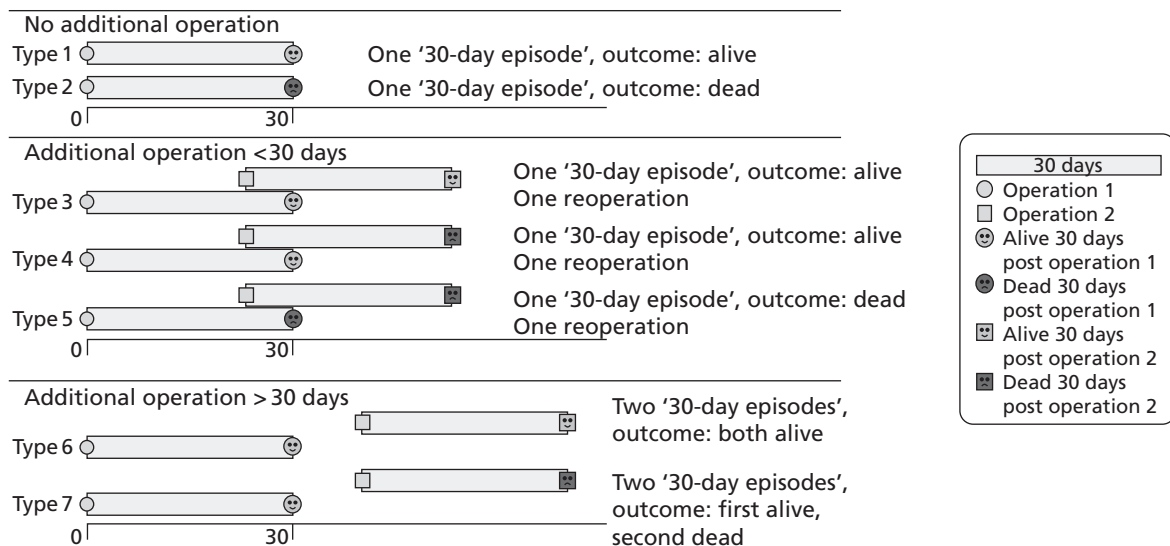 No additional operation
Type 1
One '30-day episode', outcome: alive
Type 2
One '30-day episode', outcome: dead
0 30
Additional operation <30 days
One '30-day episode', outcome: alive
Type 3
One reoperation
One '30-day episode', outcome: alive
Type 4
One reoperation
One '30-day episode', outcome: dead
Type 5
One reoperation
0 30
Additional operation > 30 days
Two '30-day episodes',
outcome: both alive
Type 6
Two '30-day episodes',
Type 7
outcome: first alive,
second dead
0 30
30 days
Operation 1
Operation 2
Alive 30 days
post operation 1
Dead 30 days
post operation 1
Alive 30 days
post operation 2
Dead 30 days
post operation 2